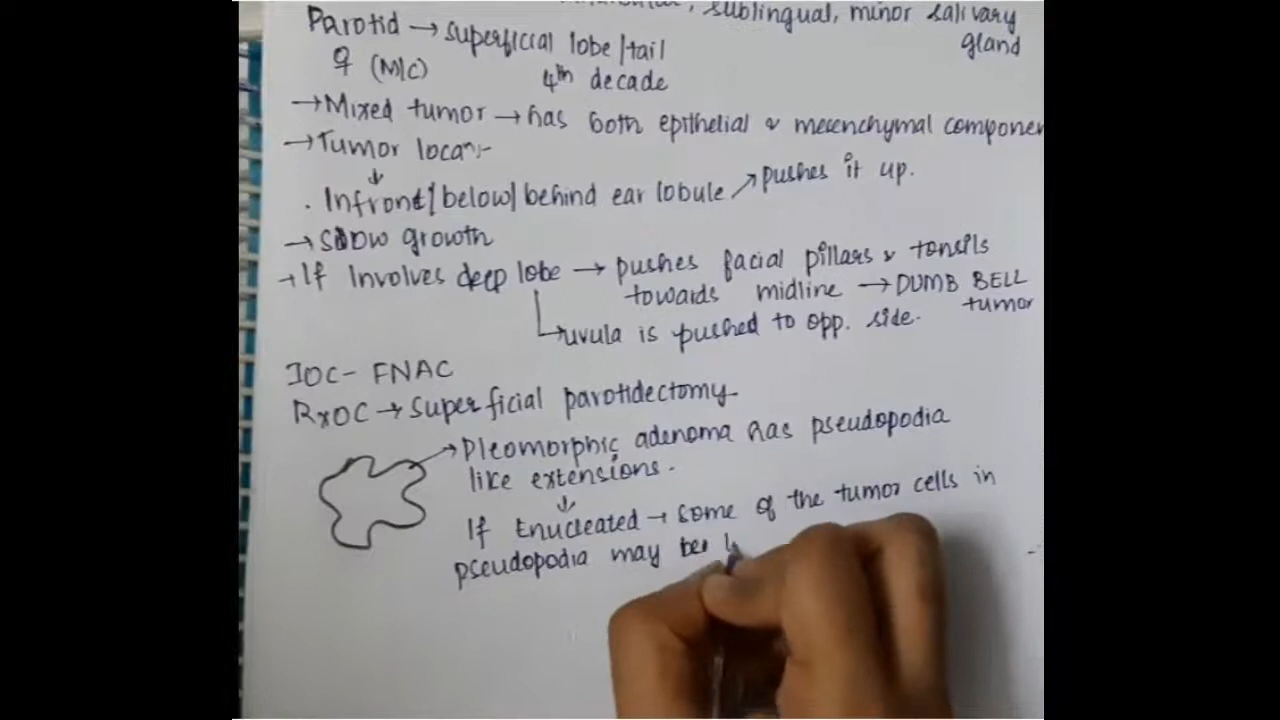 sublingual, minor salivary
gland
Parotid → superficial lobe/tail
♀ (M/C) 4th decade
→ Mixed tumor → has both epithelial & mesenchymal componen
→ Tumor locan:-
↓
. Infront/below/behind ear lobule ↗ pushes it up.
→ Slow growth
→ If involves deep lobe → pushes facial pillars & tonsils
towards midline → DUMB BELL
tumor
→ uvula is pushed to opp. side.
IOC - FNAC
RxOC → Superficial parotidectomy
→ Pleomorphic adenoma has pseudopodia
like extensions.
↓
If Enucleated → some of the tumor cells in
pseudopodia may be